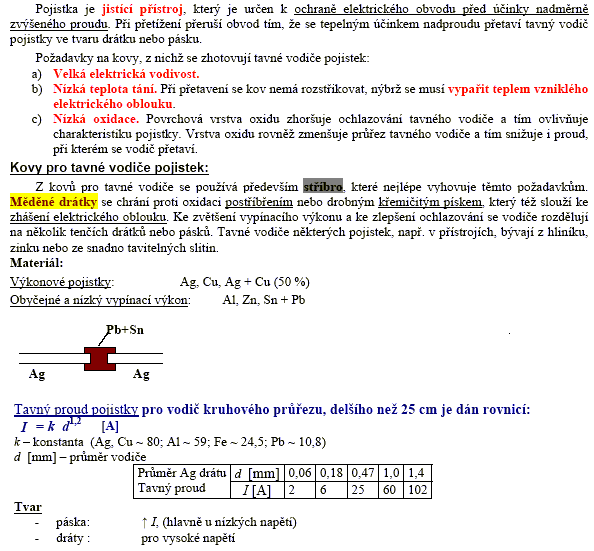 Pojistka je jistící přístroj, který je určen k ochraně elektrického obvodu před účinky nadměrně
zvýšeného proudu. Při přetížení přeruší obvod tím, že se tepelným účinkem nadproudu přetaví tavný vodič
pojistky ve tvaru drátku nebo pásku.
Požadavky na kovy, z nichž se zhotovují tavné vodiče pojistek:
a) Velká elektrická vodivost.
b) Nízká teplota tání. Při přetavení se kov nemá rozstřikovat, nýbrž se musí vypařit teplem vzniklého
elektrického oblouku.
c) Nízká oxidace. Povrchová vrstva oxidu zhoršuje ochlazování tavného vodiče a tím ovlivňuje
charakteristiku pojistky. Vrstva oxidu rovněž zmenšuje průřez tavného vodiče a tím snižuje i proud,
při kterém se vodič přetaví.
Kovy pro tavné vodiče pojistek:
Z kovů pro tavné vodiče se používá především stříbro, které nejlépe vyhovuje těmto požadavkům.
Měděné drátky se chrání proti oxidaci postříbřením nebo drobným křemičitým pískem, který též slouží ke
zhášení elektrického oblouku. Ke zvětšení vypínacího výkonu a ke zlepšení ochlazování se vodiče rozdělují
na několik tenčích drátků nebo pásků. Tavné vodiče některých pojistek, např. v přístrojích, bývají z hliníku,
zinku nebo ze snadno tavitelných slitin.
Materiál:
Výkonové pojistky: Ag, Cu, Ag + Cu (50 %)
Obyčejné a nízký vypínací výkon: Al, Zn, Sn + Pb
Pb+Sn
Ag Ag
Tavný proud pojistky pro vodič kruhového průřezu, delšího než 25 cm je dán rovnicí:
I = k d^1,2 [A]
k – konstanta (Ag, Cu ~ 80; Al ~ 59; Fe ~ 24,5; Pb ~ 10,8)
d [mm] – průměr vodiče
Průměr Ag drátu d [mm] 0,06 0,18 0,47 1,0 1,4
Tavný proud I [A] 2 6 25 60 102
Tvar
- páska: ↑ I, (hlavně u nízkých napětí)
- dráty : pro vysoké napětí